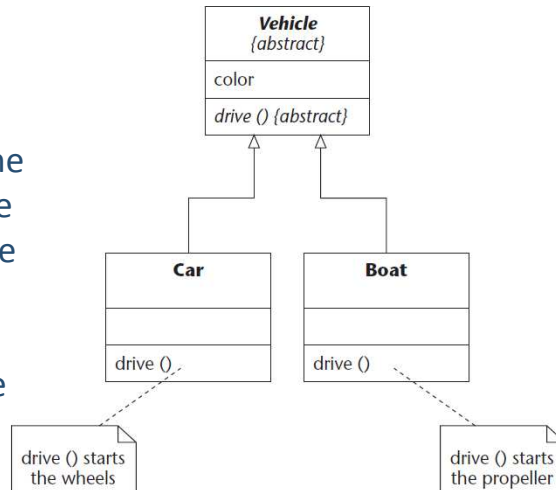 Vehicle
{abstract}
color
drive () {abstract}
Car
Boat
drive ()
drive ()
drive () starts
the wheels
drive () starts
the propeller